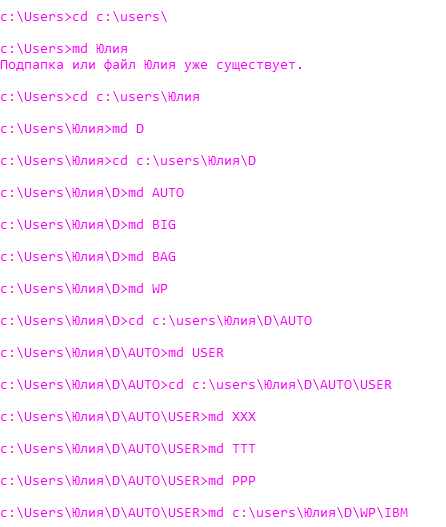 c:\Users>cd c:\users\
c:\Users>md Юлия
Подпапка или файл Юлия уже существует.
c:\Users>cd c:\users\Юлия
c:\Users\Юлия>md D
c:\Users\Юлия>cd c:\users\Юлия\D
c:\Users\Юлия\D>md AUTO
c:\Users\Юлия\D>md BIG
c:\Users\Юлия\D>md BAG
c:\Users\Юлия\D>md WP
c:\Users\Юлия\D>cd c:\users\Юлия\D\AUTO
c:\Users\Юлия\D\AUTO>md USER
c:\Users\Юлия\D\AUTO>cd c:\users\Юлия\D\AUTO\USER
c:\Users\Юлия\D\AUTO\USER>md XXX
c:\Users\Юлия\D\AUTO\USER>md TTT
c:\Users\Юлия\D\AUTO\USER>md PPP
c:\Users\Юлия\D\AUTO\USER>md c:\users\Юлия\D\WP\IBM